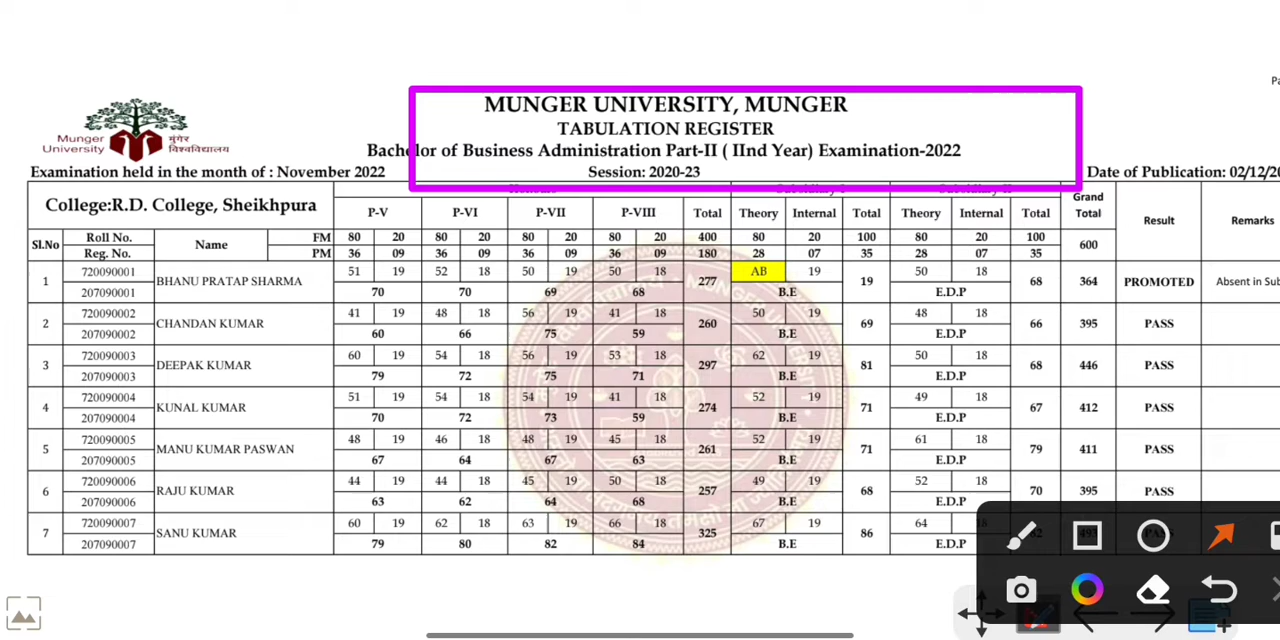 Pa
MUNGER UNIVERSITY, MUNGER
TABULATION REGISTER
Bachelor of Business Administration Part-II ( IInd Year) Examination-2022
Munger University
मुंगेर विश्वविद्यालय
Examination held in the month of : November 2022 Session: 2020-23 Date of Publication: 02/12/20
College:R.D. College, Sheikhpura Honours Subsidiary I Subsidiary II Grand Total Result Remarks
P-V P-VI P-VII P-VIII Total Theory Internal Total Theory Internal Total
Sl.No Roll No. Name FM 80 20 80 20 80 20 80 20 400 80 20 100 80 20 100 600
Reg. No. PM 36 09 36 09 36 09 36 09 180 28 07 35 28 07 35
1 720090001 BHANU PRATAP SHARMA 51 19 52 18 50 19 50 18 277 AB 19 19 50 18 68 364 PROMOTED Absent in Sub
207090001 70 70 69 68 B.E E.D.P
2 720090002 CHANDAN KUMAR 41 19 48 18 56 19 41 18 260 50 19 69 48 18 66 395 PASS
207090002 60 66 75 59 B.E E.D.P
3 720090003 DEEPAK KUMAR 60 19 54 18 56 19 53 18 297 62 19 81 50 18 68 446 PASS
207090003 79 72 75 71 B.E E.D.P
4 720090004 KUNAL KUMAR 51 19 54 18 54 19 41 18 274 52 19 71 49 18 67 412 PASS
207090004 70 72 73 59 B.E E.D.P
5 720090005 MANU KUMAR PASWAN 48 19 46 18 48 19 45 18 261 52 19 71 61 18 79 411 PASS
207090005 67 64 67 63 B.E E.D.P
6 720090006 RAJU KUMAR 44 19 44 18 45 19 50 18 257 49 19 68 52 18 70 395 PASS
207090006 63 62 64 68 B.E E.D.P
7 720090007 SANU KUMAR 60 19 62 18 63 19 66 18 325 67 19 86 64 18 82 493 PASS
207090007 79 80 82 84 B.E E.D.P